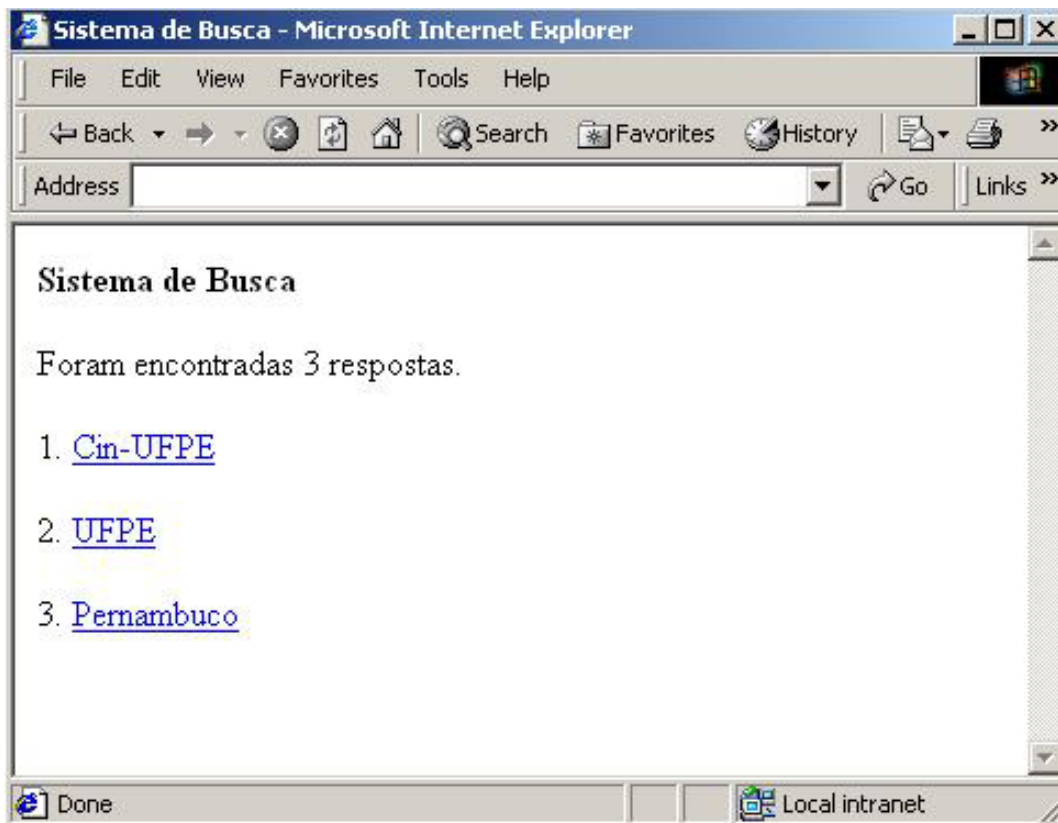 Sistema de Busca - Microsoft Internet Explorer
File Edit View Favorites Tools Help
Back Search Favorites History »
Address Go Links »
Sistema de Busca
Foram encontradas 3 respostas.
1. Cin-UFPE
2. UFPE
3. Pernambuco
Done Local intranet